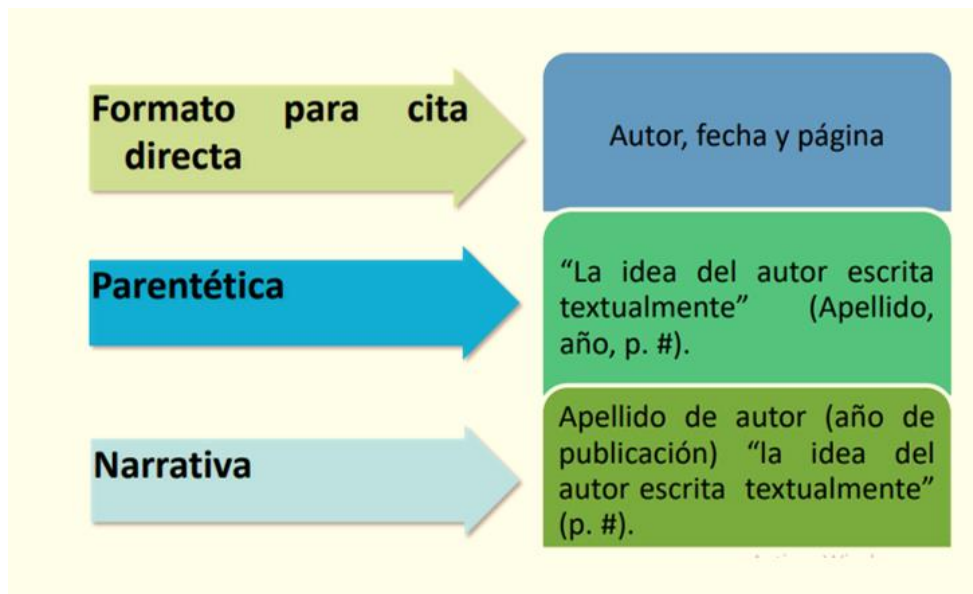 Formato para cita
directa
Autor, fecha y página
Parentética
“La idea del autor escrita
textualmente” (Apellido,
año, p. #).
Narrativa
Apellido de autor (año de
publicación) “la idea del
autor escrita textualmente”
(p. #).